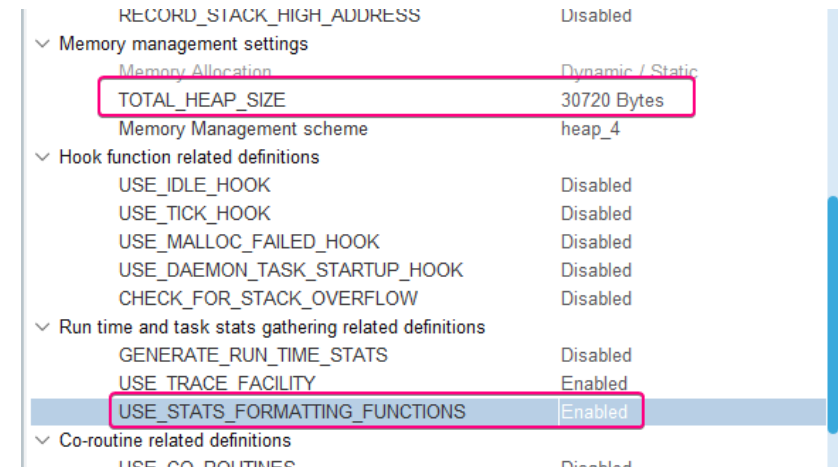 RECORD_STACK_HIGH_ADDRESS Disabled
Memory management settings
Memory Allocation Dynamic / Static
TOTAL_HEAP_SIZE 30720 Bytes
Memory Management scheme heap_4
Hook function related definitions
USE_IDLE_HOOK Disabled
USE_TICK_HOOK Disabled
USE_MALLOC_FAILED_HOOK Disabled
USE_DAEMON_TASK_STARTUP_HOOK Disabled
CHECK_FOR_STACK_OVERFLOW Disabled
Run time and task stats gathering related definitions
GENERATE_RUN_TIME_STATS Disabled
USE_TRACE_FACILITY Enabled
USE_STATS_FORMATTING_FUNCTIONS Enabled
Co-routine related definitions
USE_CO_ROUTINES Disabled